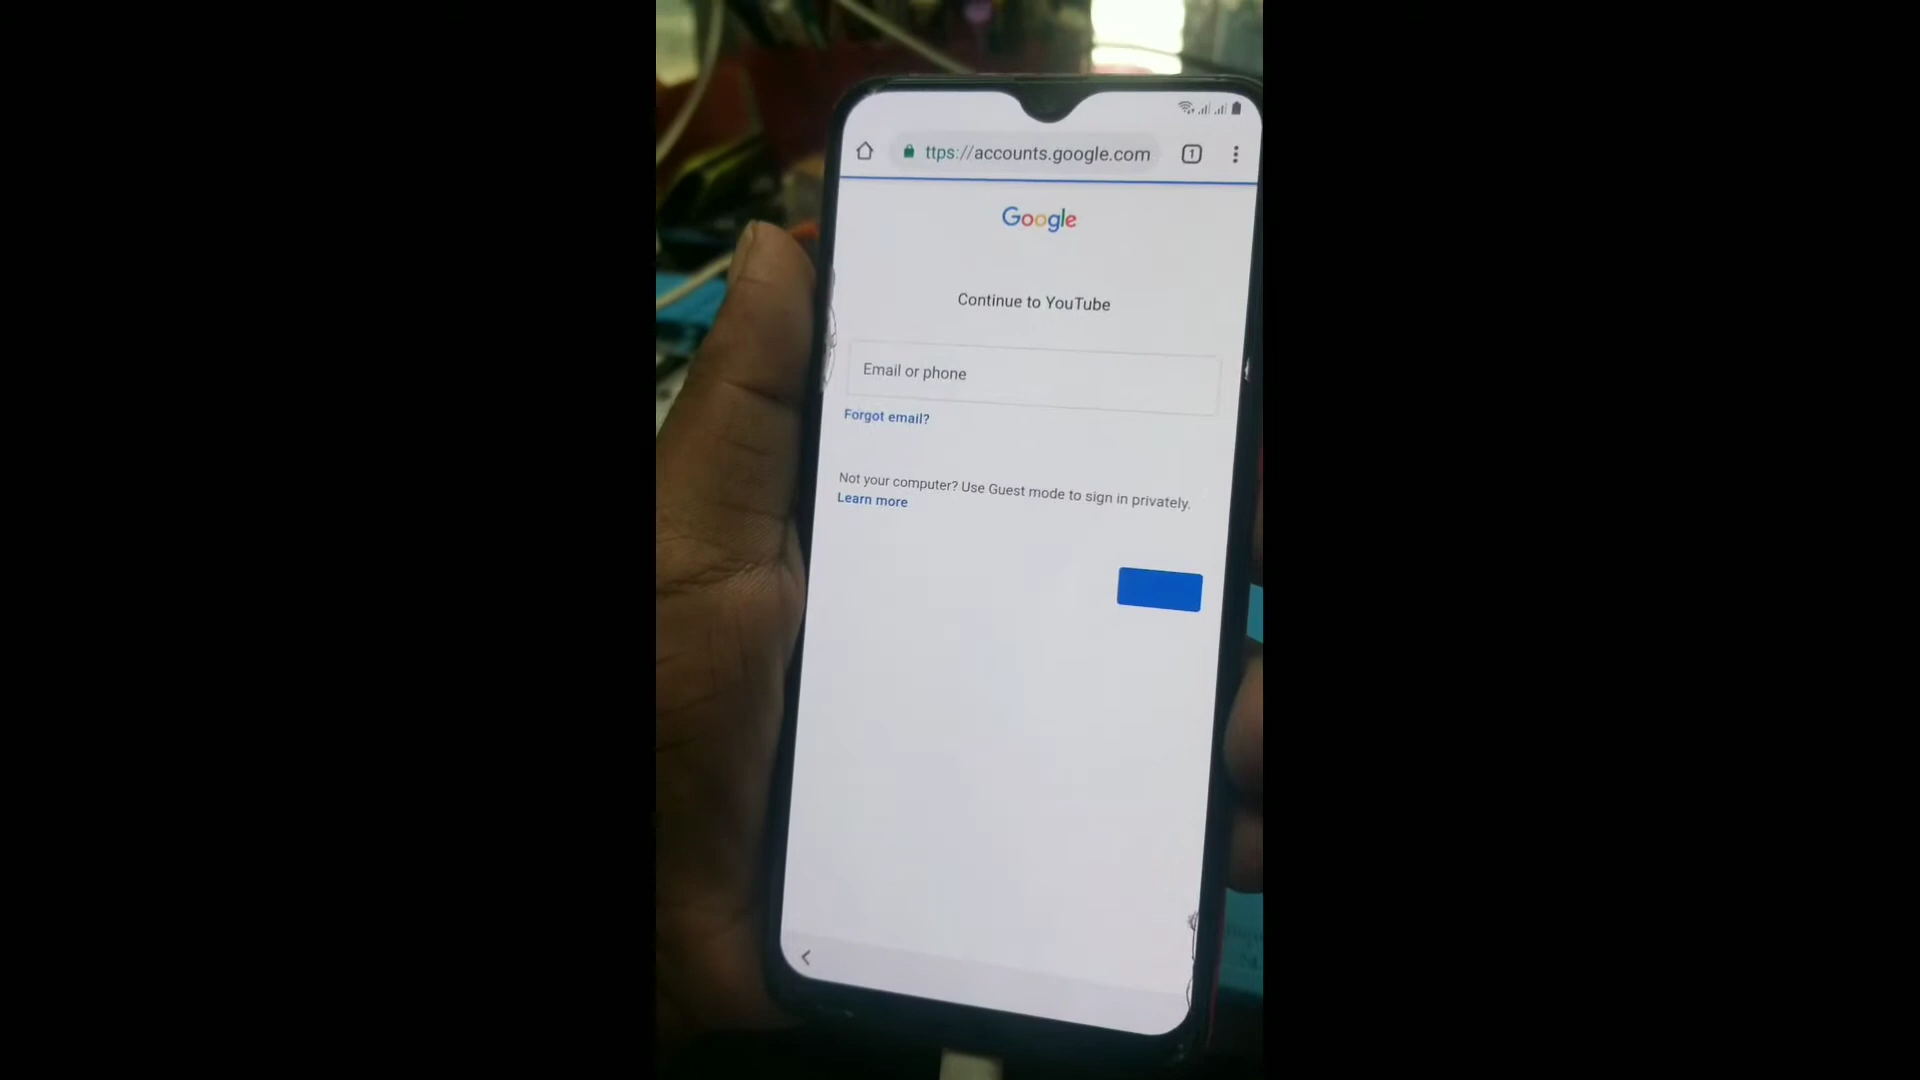 ttps://accounts.google.com
1
Google
Continue to YouTube
Email or phone
Forgot email?
Not your computer? Use Guest mode to sign in privately.
Learn more